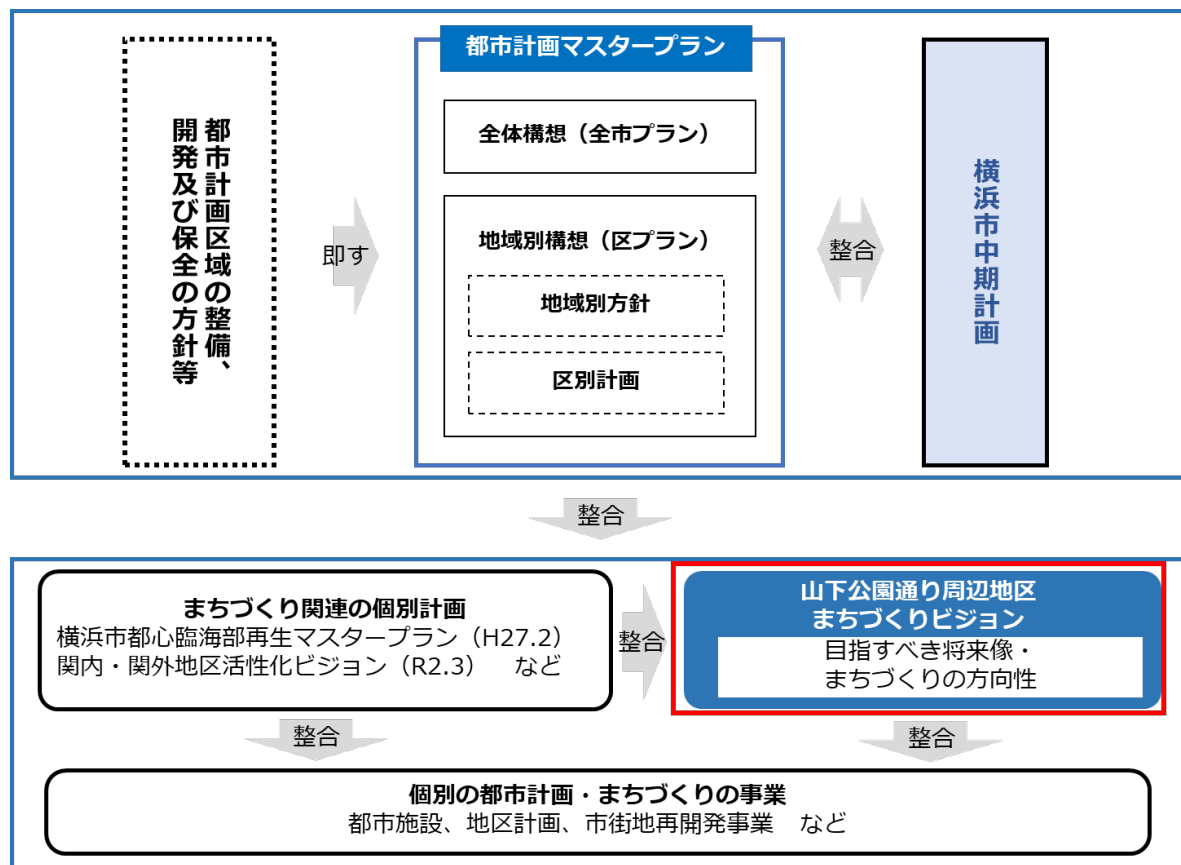 都市計画区域の整備、
開発及び保全の方針等
即す
都市計画マスタープラン
全体構想（全市プラン）
地域別構想（区プラン）
地域別方針
区別計画
整合
横浜市中期計画
整合
まちづくり関連の個別計画
横浜市都心臨海部再生マスタープラン（H27.2）
関内・関外地区活性化ビジョン（R2.3）　など
整合
山下公園通り周辺地区
まちづくりビジョン
目指すべき将来像・
まちづくりの方向性
整合
整合
個別の都市計画・まちづくりの事業
都市施設、地区計画、市街地再開発事業　など